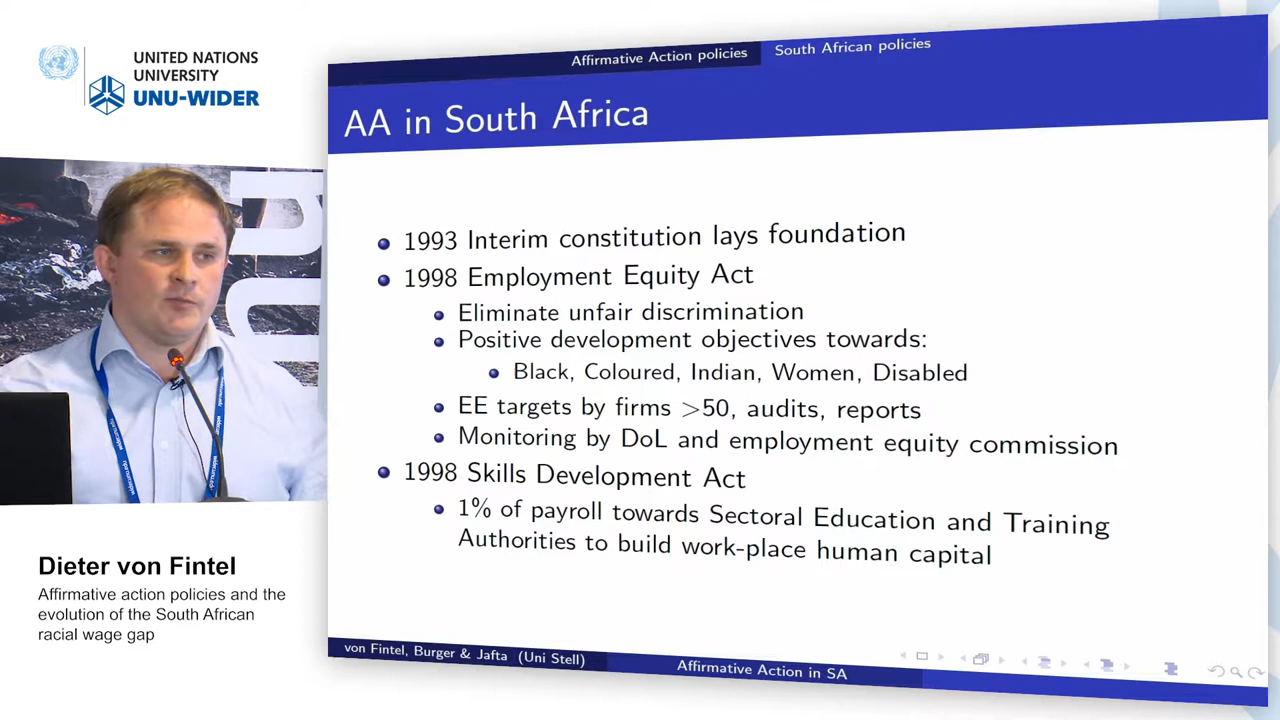 UNITED NATIONS
UNIVERSITY
UNU-WIDER
Affirmative Action policies
South African policies
AA in South Africa
1993 Interim constitution lays foundation
1998 Employment Equity Act
Eliminate unfair discrimination
Positive development objectives towards:
Black, Coloured, Indian, Women, Disabled
EE targets by firms >50, audits, reports
Monitoring by DoL and employment equity commission
1998 Skills Development Act
1% of payroll towards Sectoral Education and Training
Authorities to build work-place human capital
Dieter von Fintel
Affirmative action policies and the
evolution of the South African
racial wage gap
von Fintel, Burger & Jafta (Uni Stell)
Affirmative Action in SA